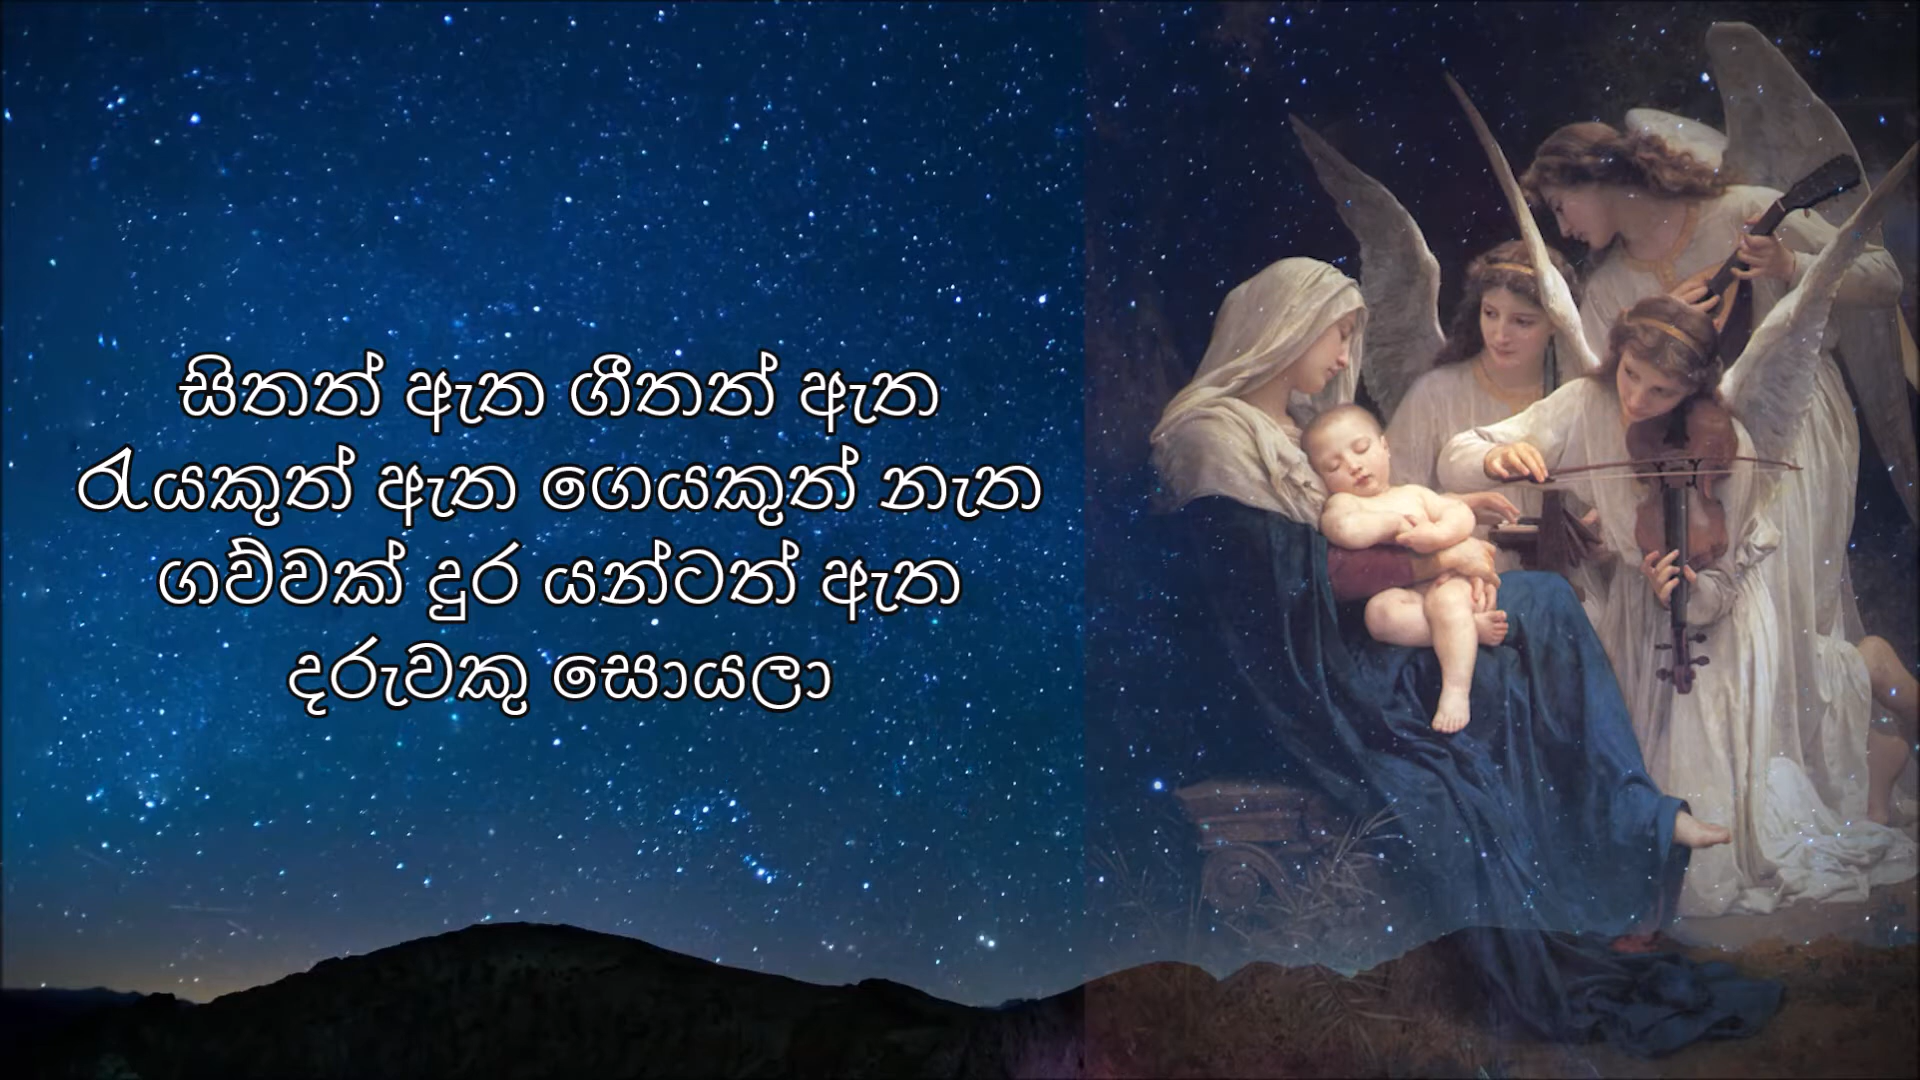 සිතත් ඇත ගීතත් ඇත
රැයකුත් ඇත ගෙයකුත් නැත
ගව්වක් දුර යන්ටත් ඇත
දරුවකු සොයලා